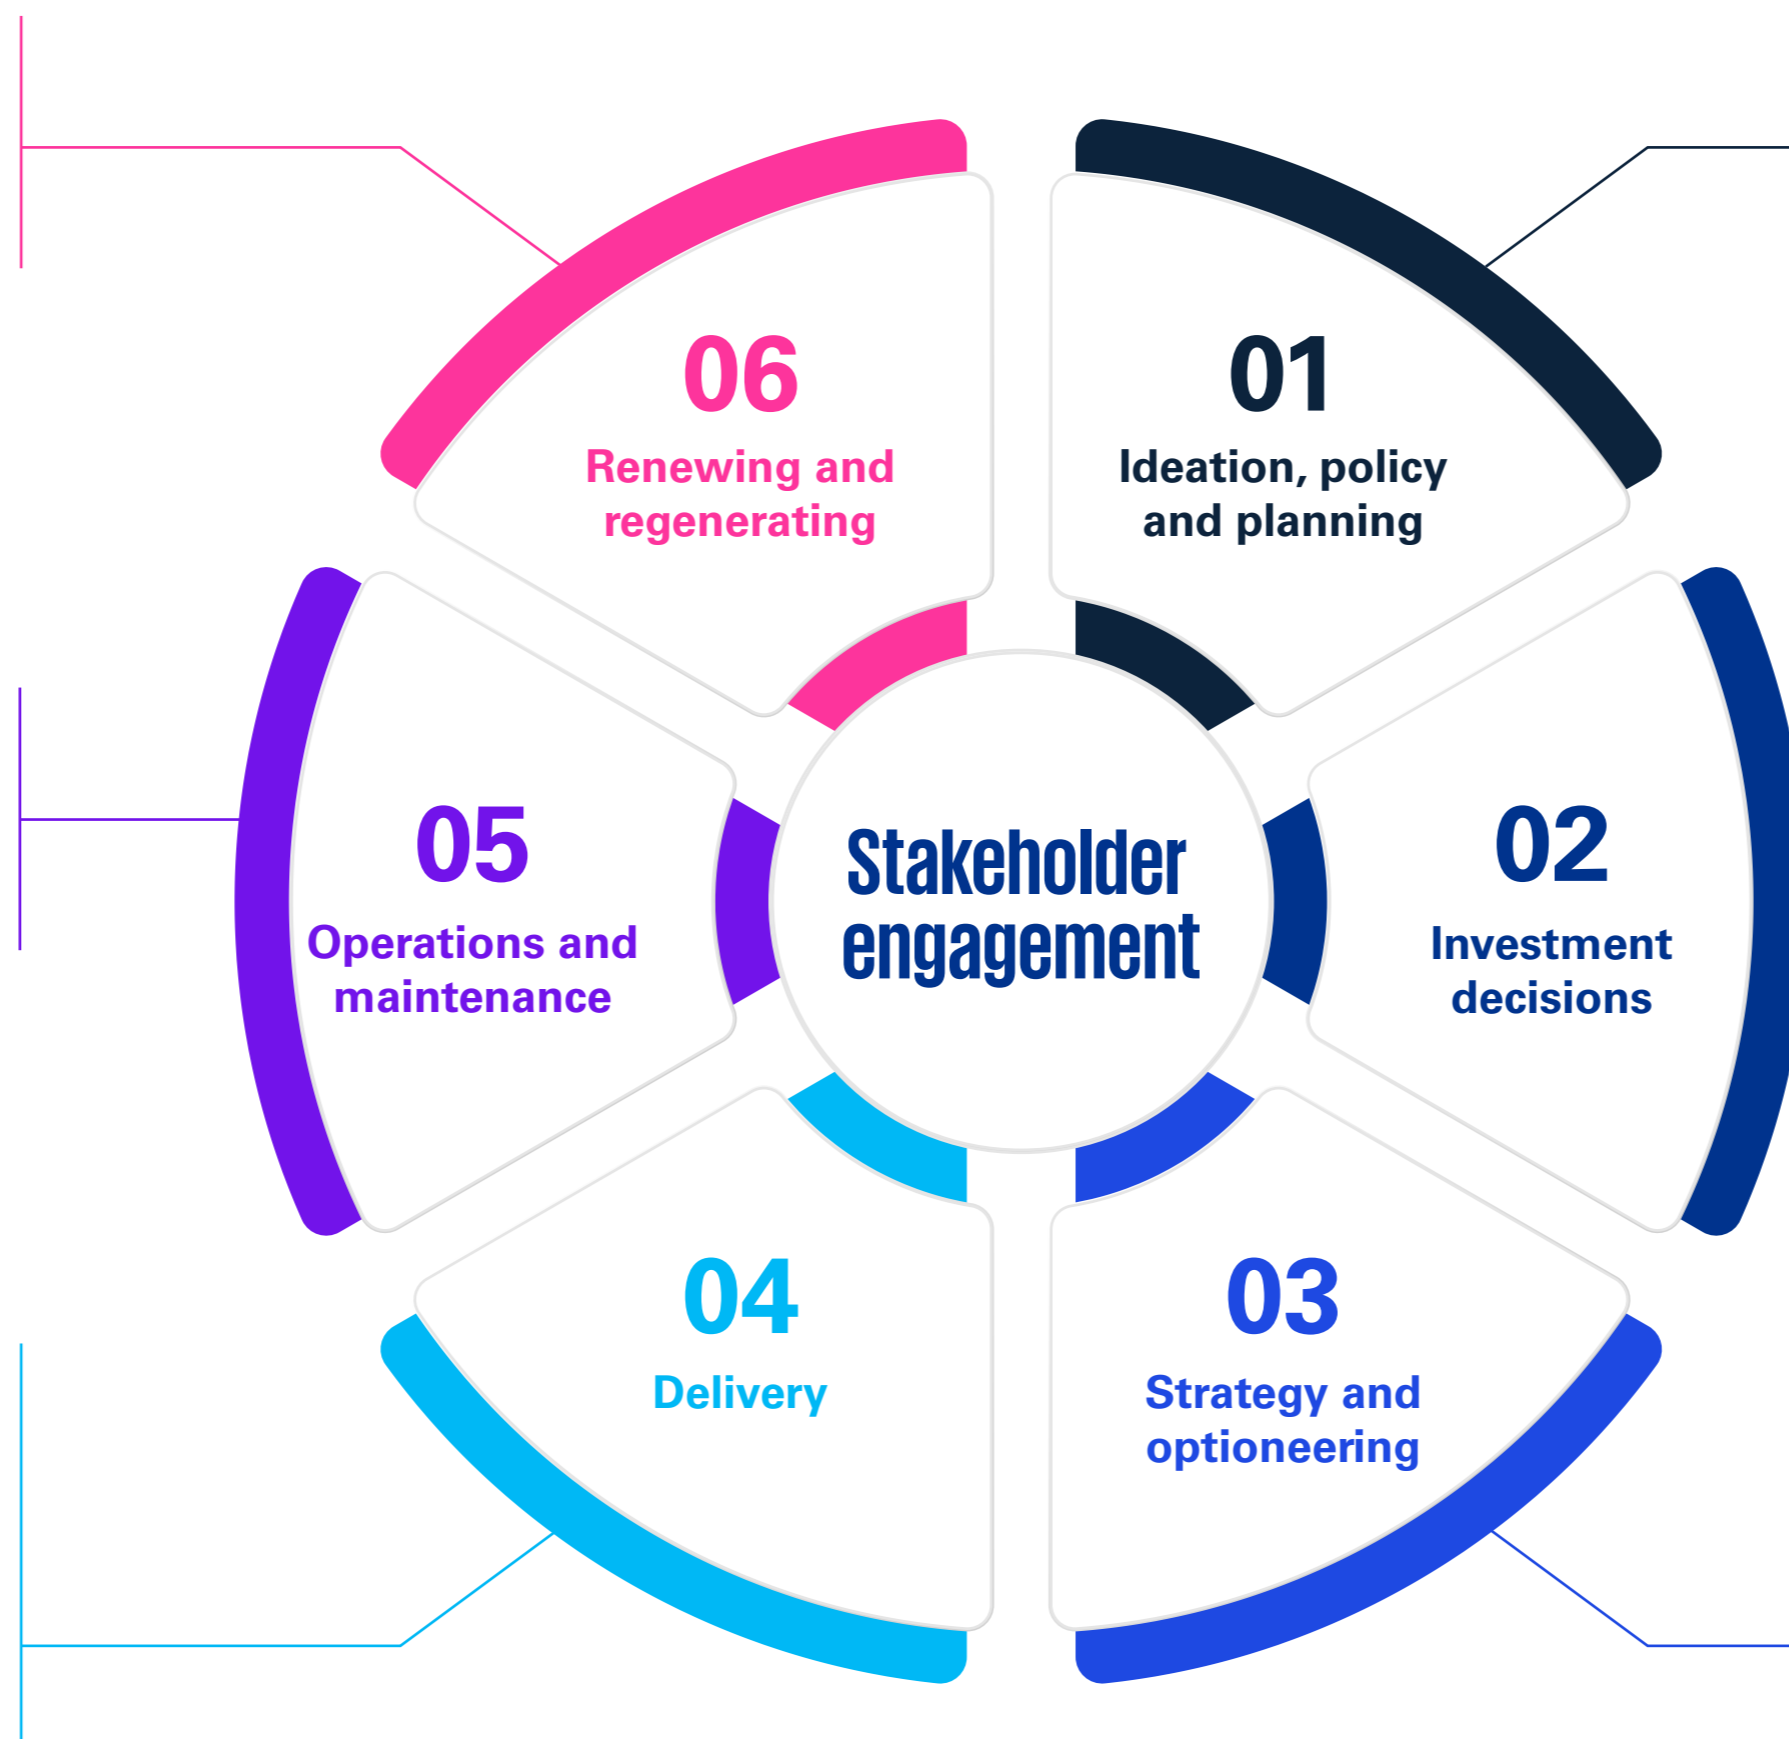 06
Renewing and
regenerating
01
Ideation, policy
and planning
05
Operations and
maintenance
Stakeholder
engagement
02
Investment
decisions
04
Delivery
03
Strategy and
optioneering